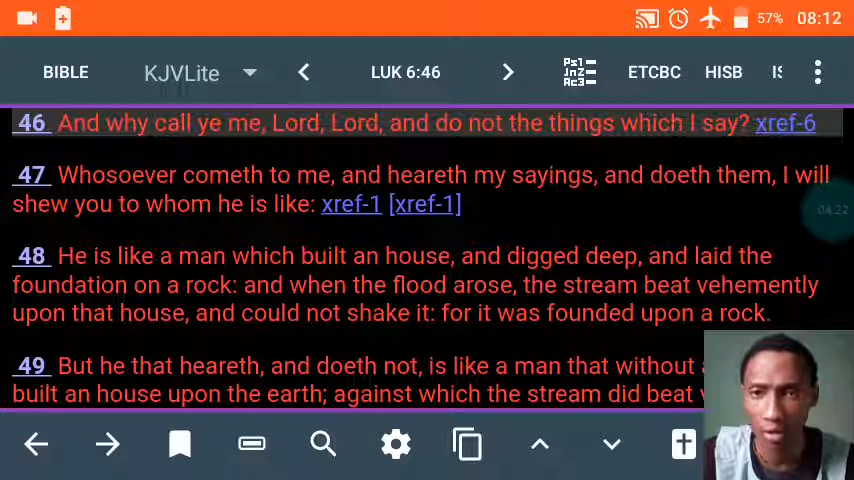 57% 08:12
BIBLE KJVLite LUK 6:46 ETCBC HISB
Ps1
JnZ
Ac3
46 And why call ye me, Lord, Lord, and do not the things which I say? xref-6
47 Whosoever cometh to me, and heareth my sayings, and doeth them, I will
shew you to whom he is like: xref-1 [xref-1]
04:22
48 He is like a man which built an house, and digged deep, and laid the
foundation on a rock: and when the flood arose, the stream beat vehemently
upon that house, and could not shake it: for it was founded upon a rock.
49 But he that heareth, and doeth not, is like a man that without
built an house upon the earth; against which the stream did beat